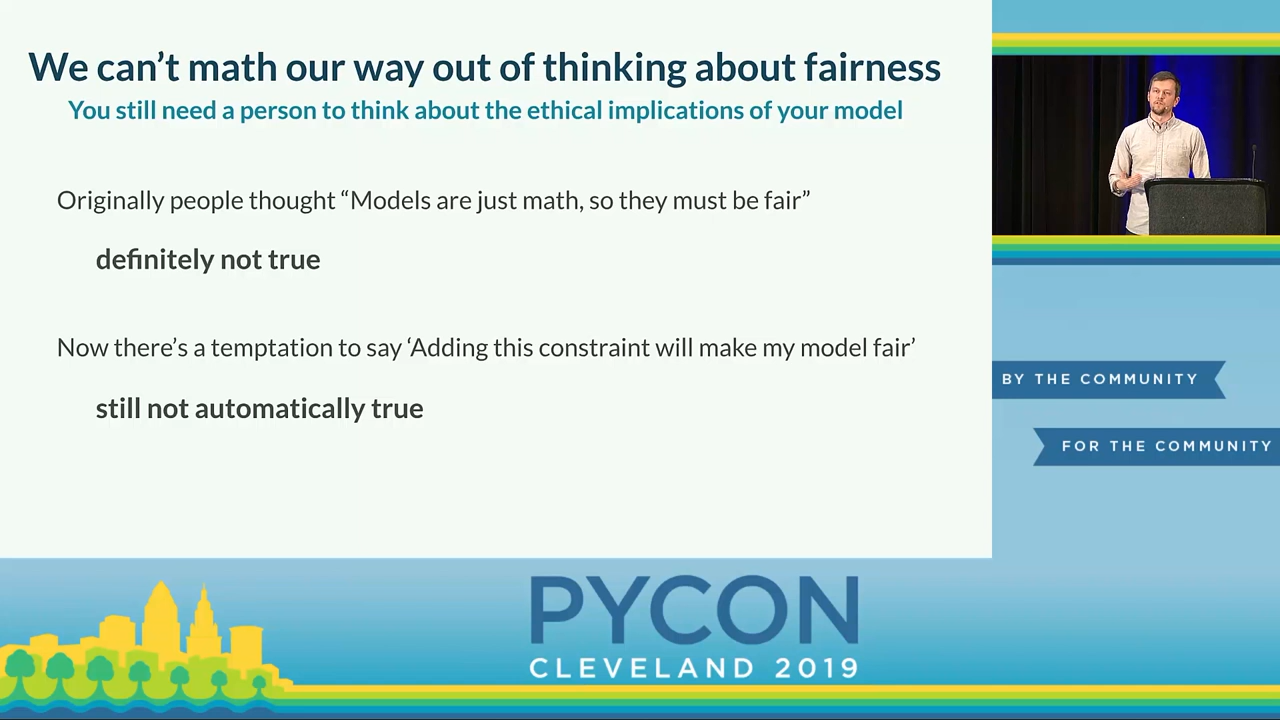 We can’t math our way out of thinking about fairness
You still need a person to think about the ethical implications of your model
Originally people thought “Models are just math, so they must be fair”
definitely not true
Now there’s a temptation to say ‘Adding this constraint will make my model fair’
still not automatically true
BY THE COMMUNITY
FOR THE COMMUNITY
PYCON
CLEVELAND 2019